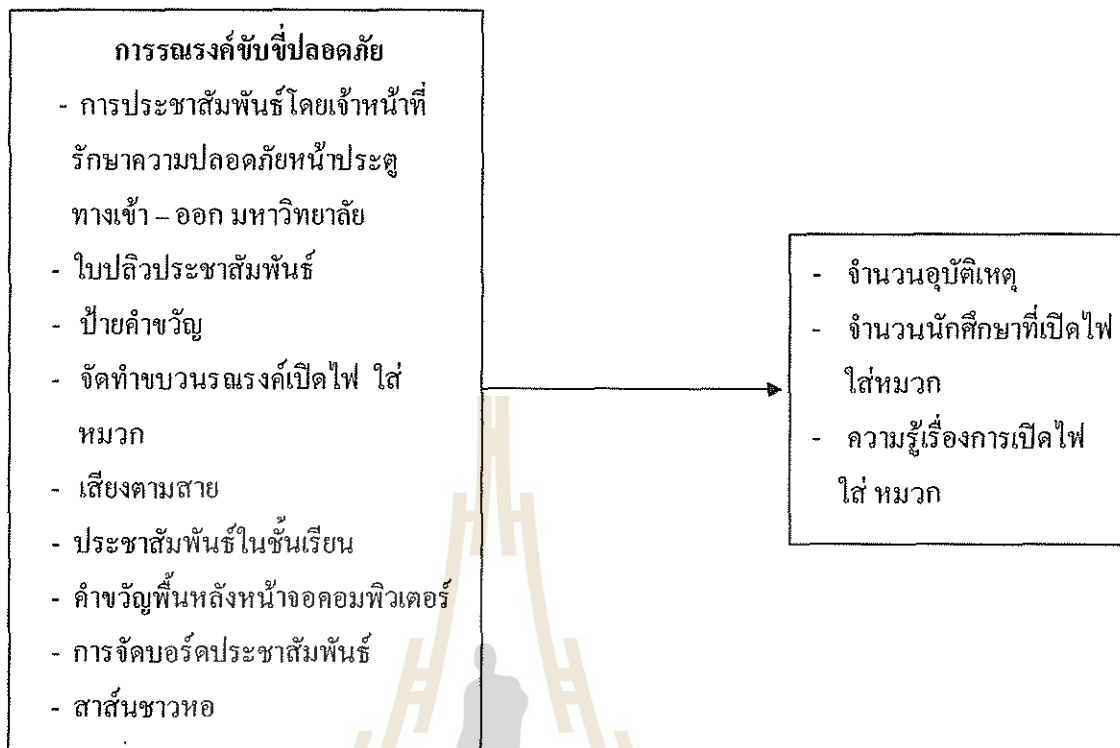 การรณรงค์ขับขี่ปลอดภัย
- การประชาสัมพันธ์โดยเจ้าหน้าที่
รักษาความปลอดภัยหน้าประตู
ทางเข้า – ออก มหาวิทยาลัย
- ใบปลิวประชาสัมพันธ์
- ป้ายคำขวัญ
- จัดทำขบวนรณรงค์เปิดไฟ ใส่
หมวก
- เสียงตามสาย
- ประชาสัมพันธ์ในชั้นเรียน
- คำขวัญพื้นหลังหน้าจอคอมพิวเตอร์
- การจัดบอร์ดประชาสัมพันธ์
- สาส์นชาวหอ
- จำนวนอุบัติเหตุ
- จำนวนนักศึกษาที่เปิดไฟ
ใส่หมวก
- ความรู้เรื่องการเปิดไฟ
ใส่ หมวก